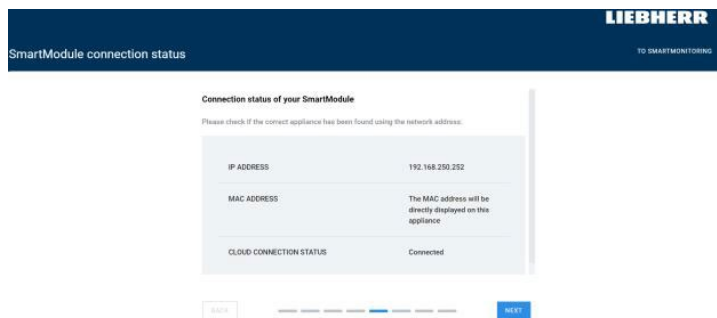 LIEBHERR
SmartModule connection status
TO SMARTMONITORING
Connection status of your SmartModule
Please check if the correct appliance has been found using the network address:
IP ADDRESS 192.168.250.252
MAC ADDRESS The MAC address will be
directly displayed on this
appliance
CLOUD CONNECTION STATUS Connected
BACK NEXT